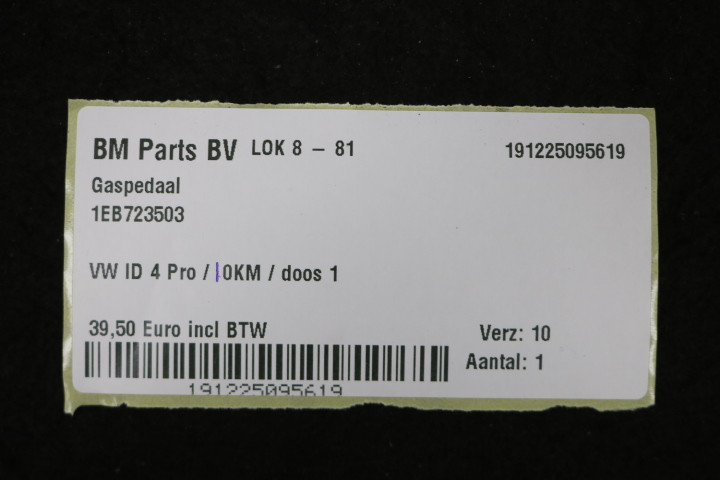 BM Parts BV LOK 8 - 81 191225095619
Gaspedaal
1EB723503
VW ID 4 Pro / 10KM / doos 1
39,50 Euro incl BTW Verz: 10
Aantal: 1
191225095619